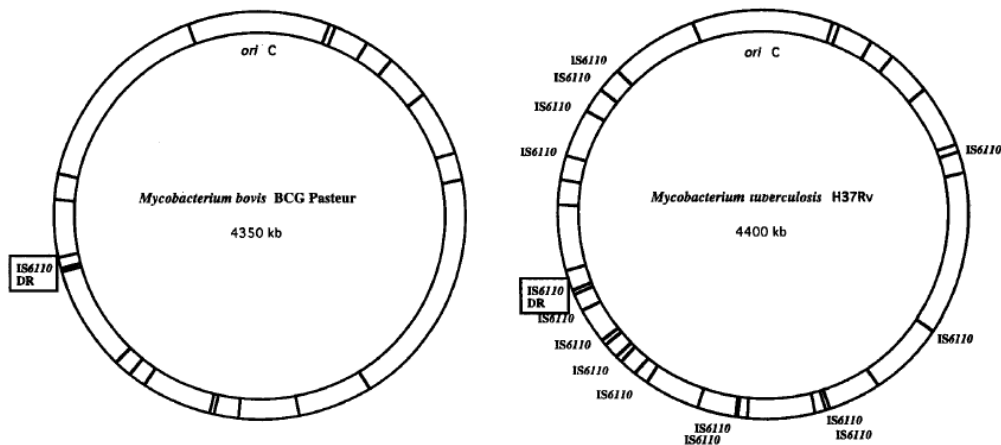 ori C
Mycobacterium bovis BCG Pasteur
4350 kb
IS6110
DR
ori C
IS6110
IS6110
IS6110
IS6110
IS6110
Mycobacterium tuberculosis H37Rv
4400 kb
IS6110
DR
IS6110
IS6110
IS6110
IS6110
IS6110
IS6110
IS6110
IS6110
IS6110